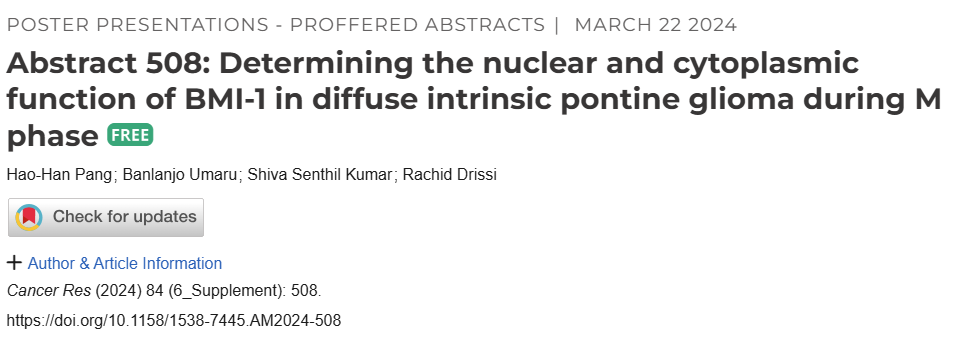 POSTER PRESENTATIONS - PROFFERED ABSTRACTS | MARCH 22 2024
Abstract 508: Determining the nuclear and cytoplasmic
function of BMI-1 in diffuse intrinsic pontine glioma during M
phase FREE
Hao-Han Pang; Banlanjo Umaru; Shiva Senthil Kumar; Rachid Drissi
Check for updates
+ Author & Article Information
Cancer Res (2024) 84 (6_Supplement): 508.
https://doi.org/10.1158/1538-7445.AM2024-508